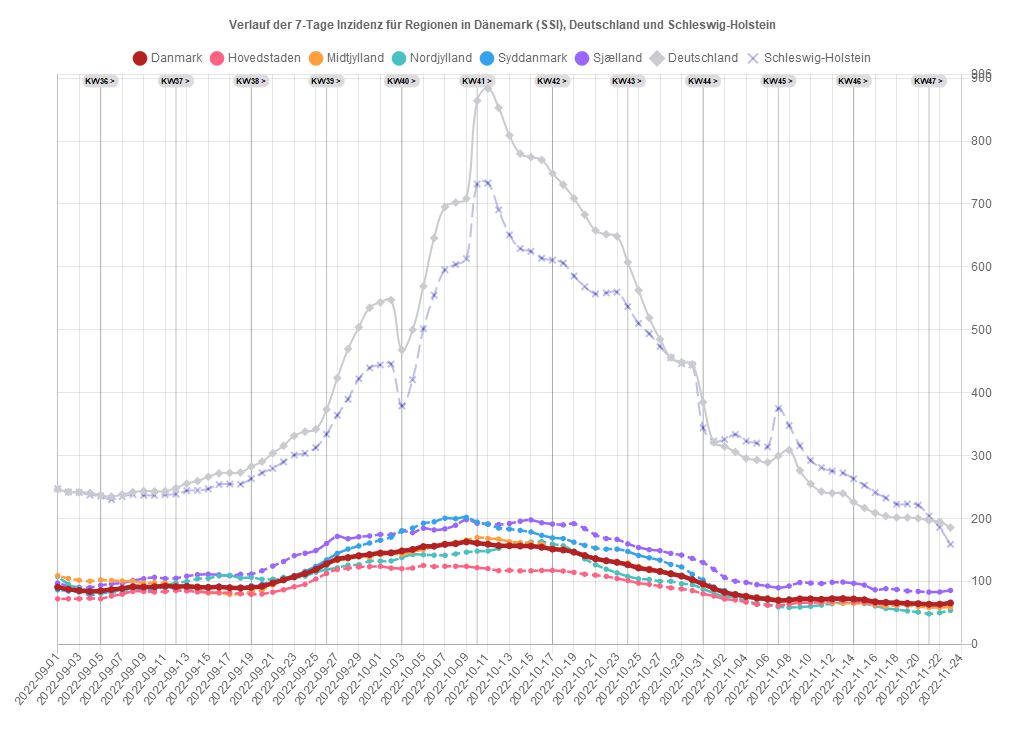 Verlauf der 7-Tage Inzidenz für Regionen in Dänemark (SSI), Deutschland und Schleswig-Holstein
Danmark Hovedstaden Midtjylland Nordjylland Syddanmark Sjælland Deutschland Schleswig-Holstein
KW36 > KW37 > KW38 > KW39 > KW40 > KW41 > KW42 > KW43 > KW44 > KW45 > KW46 > KW47 >
906
900
800
700
600
500
400
300
200
100
0
2022-09-01 2022-09-03 2022-09-05 2022-09-07 2022-09-09 2022-09-11 2022-09-13 2022-09-15 2022-09-17 2022-09-19 2022-09-21 2022-09-23 2022-09-25 2022-09-27 2022-09-29 2022-10-01 2022-10-03 2022-10-05 2022-10-07 2022-10-09 2022-10-11 2022-10-13 2022-10-15 2022-10-17 2022-10-19 2022-10-21 2022-10-23 2022-10-25 2022-10-27 2022-10-29 2022-10-31 2022-11-02 2022-11-04 2022-11-06 2022-11-08 2022-11-10 2022-11-12 2022-11-14 2022-11-16 2022-11-18 2022-11-20 2022-11-22 2022-11-24